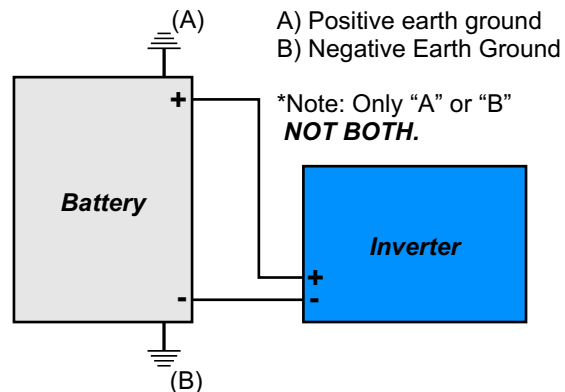 (A)
A) Positive earth ground
B) Negative Earth Ground
*Note: Only “A” or “B”
NOT BOTH.
+
Battery
Inverter
+
-
-
(B)